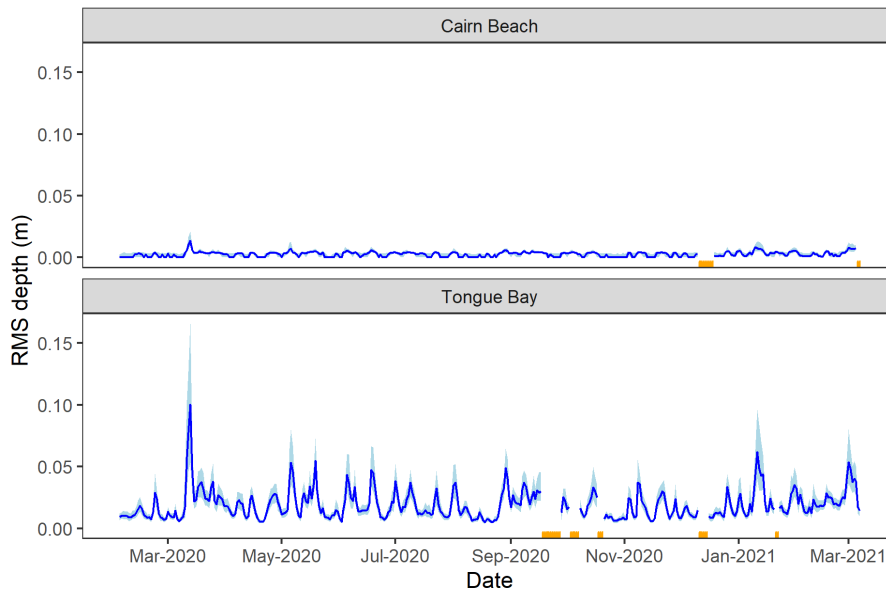 Cairn Beach
0.15
0.10
0.05
0.00
RMS depth (m)
Tongue Bay
0.15
0.10
0.05
0.00
Mar-2020 May-2020 Jul-2020 Sep-2020 Nov-2020 Jan-2021 Mar-2021
Date